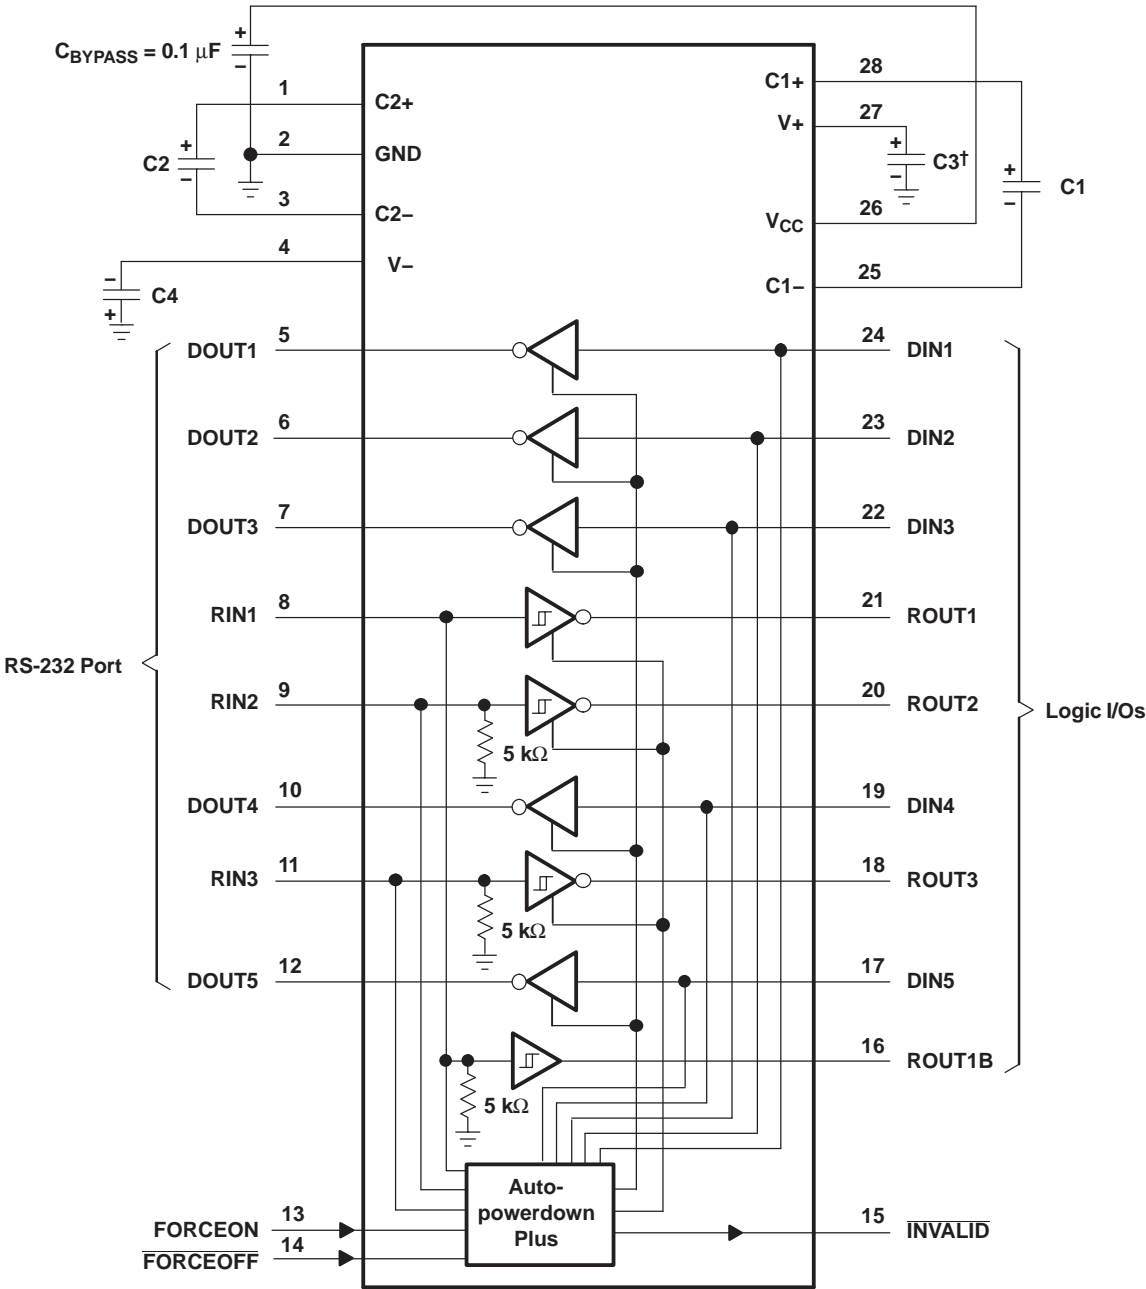 C_BYPASS = 0.1 μF
+
–
1
C2+
C1+
28
V+
27
C2
+
–
2
GND
+
–
C3†
+
–
C1
3
C2–
V_CC
26
4
V–
C1–
25
–
+
C4
DOUT1
5
24
DIN1
DOUT2
6
23
DIN2
DOUT3
7
22
DIN3
RIN1
8
21
ROUT1
RS-232 Port
RIN2
9
20
ROUT2
Logic I/Os
5 kΩ
DOUT4
10
19
DIN4
RIN3
11
18
ROUT3
5 kΩ
DOUT5
12
17
DIN5
16
ROUT1B
5 kΩ
Auto-
powerdown
Plus
FORCEON
13
15
INVALID
FORCEOFF
14